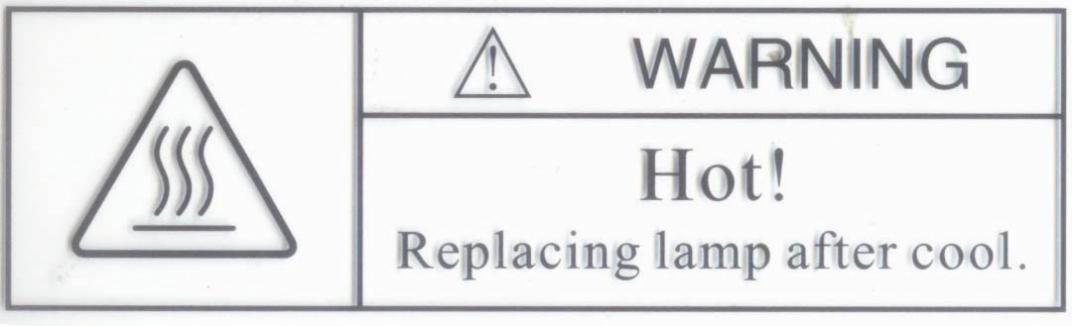 WARNING
Hot!
Replacing lamp after cool.